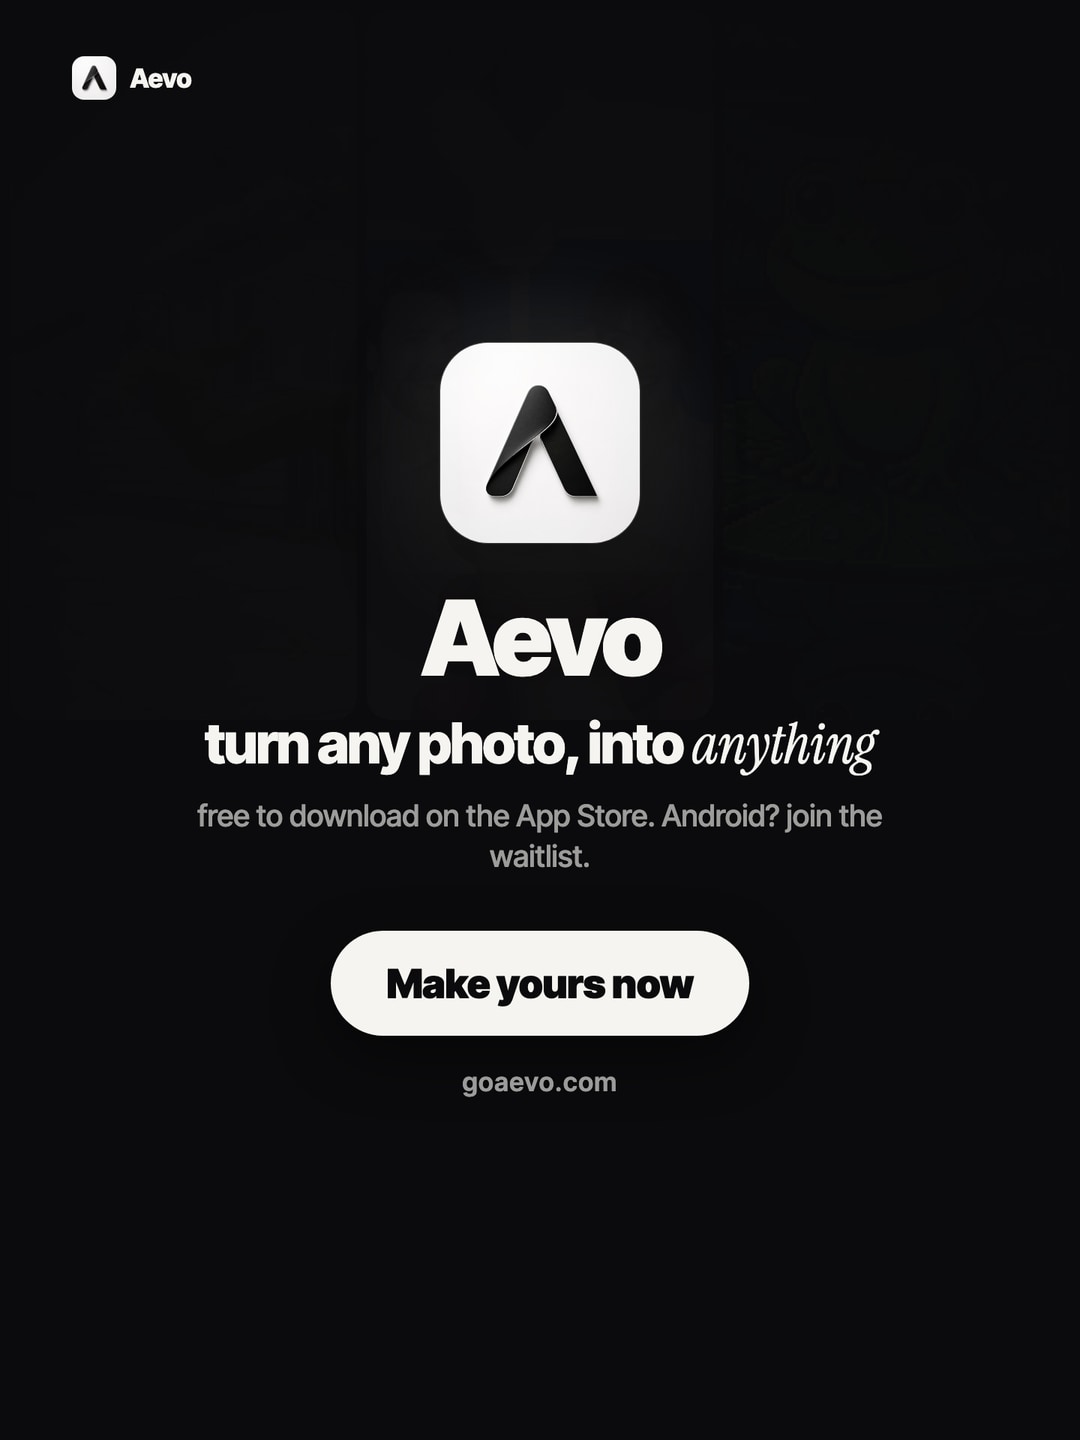 Aevo
Aevo
turn any photo, into anything
free to download on the App Store. Android? join the
waitlist.
Make yours now
goaevo.com